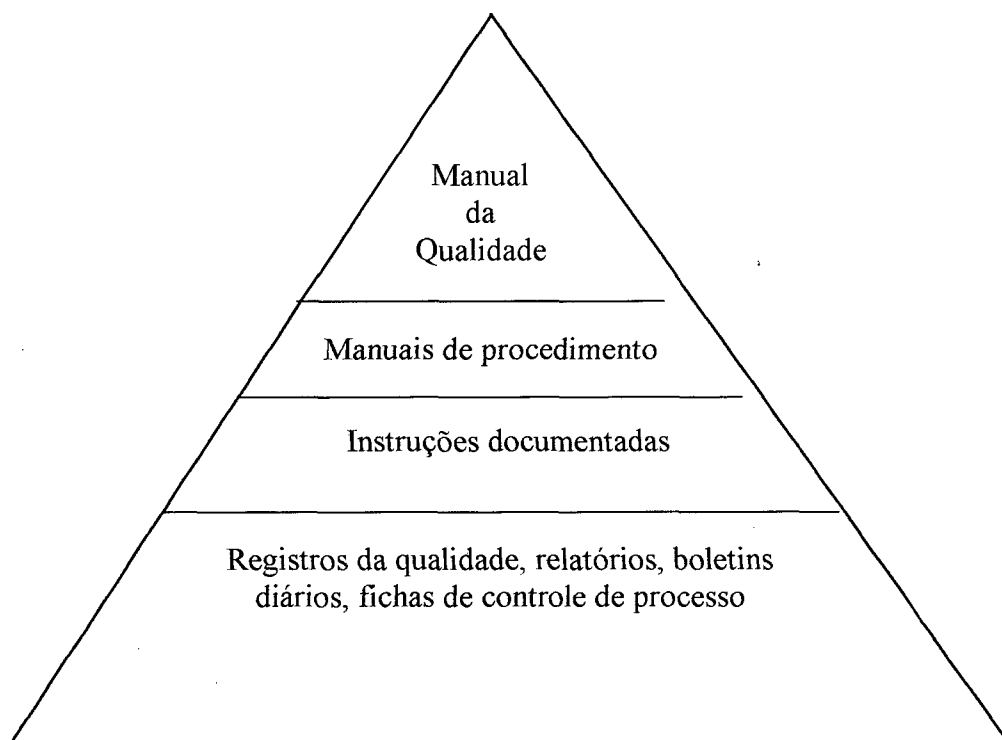 Manual
da
Qualidade
Manuais de procedimento
Instruções documentadas
Registros da qualidade, relatórios, boletins
diários, fichas de controle de processo